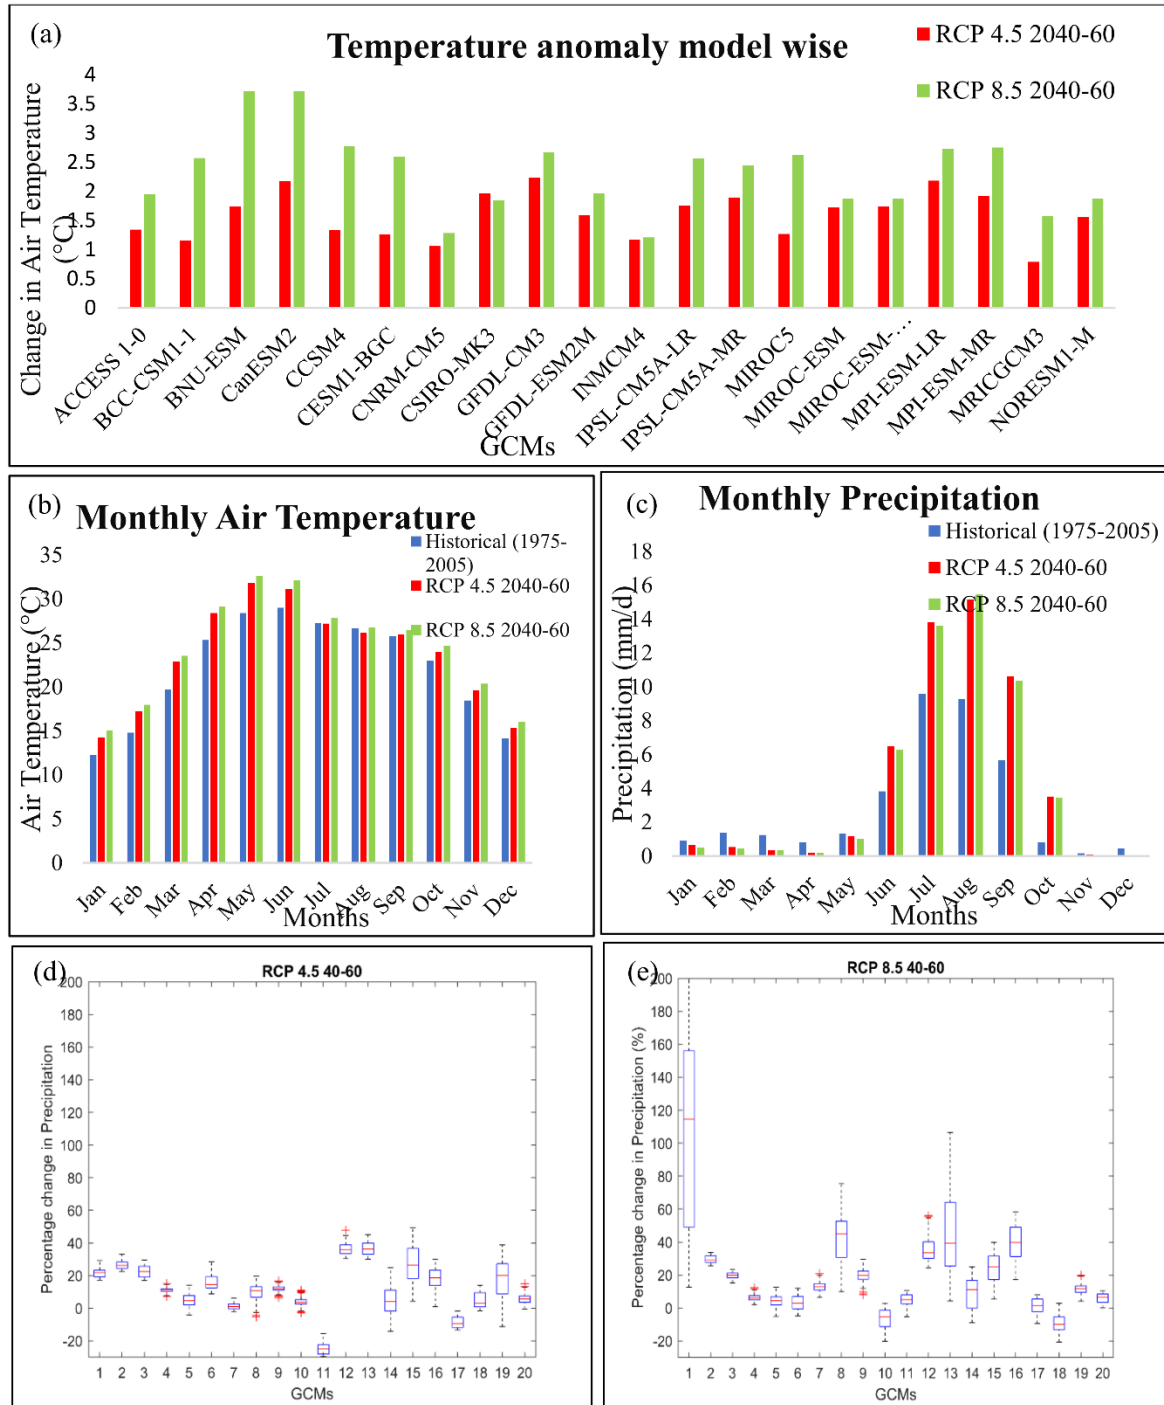 (a)
Temperature anomaly model wise
RCP 4.5 2040-60
RCP 8.5 2040-60
Change in Air Temperature
(°C)
4
3.5
3
2.5
2
1.5
1
0.5
0
ACCESS 1-0
BCC-CSM1-1
BNU-ESM
CanESM2
CCSM4
CESM1-BGC
CNRM-CM5
CSIRO-MK3
GFDL-CM3
GFDL-ESM2M
INMCM4
IPSL-CM5A-LR
IPSL-CM5A-MR
MIROC5
MIROC-ESM
MIROC-ESM-…
MPI-ESM-LR
MPI-ESM-MR
MRICGCM3
NORESM1-M
GCMs
(b)
Monthly Air Temperature
Historical (1975-
2005)
RCP 4.5 2040-60
RCP 8.5 2040-60
Air Temperature (°C)
35
30
25
20
15
10
5
0
Jan
Feb
Mar
Apr
May
Jun
Jul
Aug
Sep
Oct
Nov
Dec
Months
(c)
Monthly Precipitation
Historical (1975-2005)
RCP 4.5 2040-60
RCP 8.5 2040-60
Precipitation (mm/d)
18
16
14
12
10
8
6
4
2
0
Jan
Feb
Mar
Apr
May
Jun
Jul
Aug
Sep
Oct
Nov
Dec
Months
(d)
RCP 4.5 40-60
Percentage change in Precipitation
200
180
160
140
120
100
80
60
40
20
0
-20
1 2 3 4 5 6 7 8 9 10 11 12 13 14 15 16 17 18 19 20
GCMs
(e)
RCP 8.5 40-60
Percentage change in Precipitation (%)
200
180
160
140
120
100
80
60
40
20
0
-20
1 2 3 4 5 6 7 8 9 10 11 12 13 14 15 16 17 18 19 20
GCMs